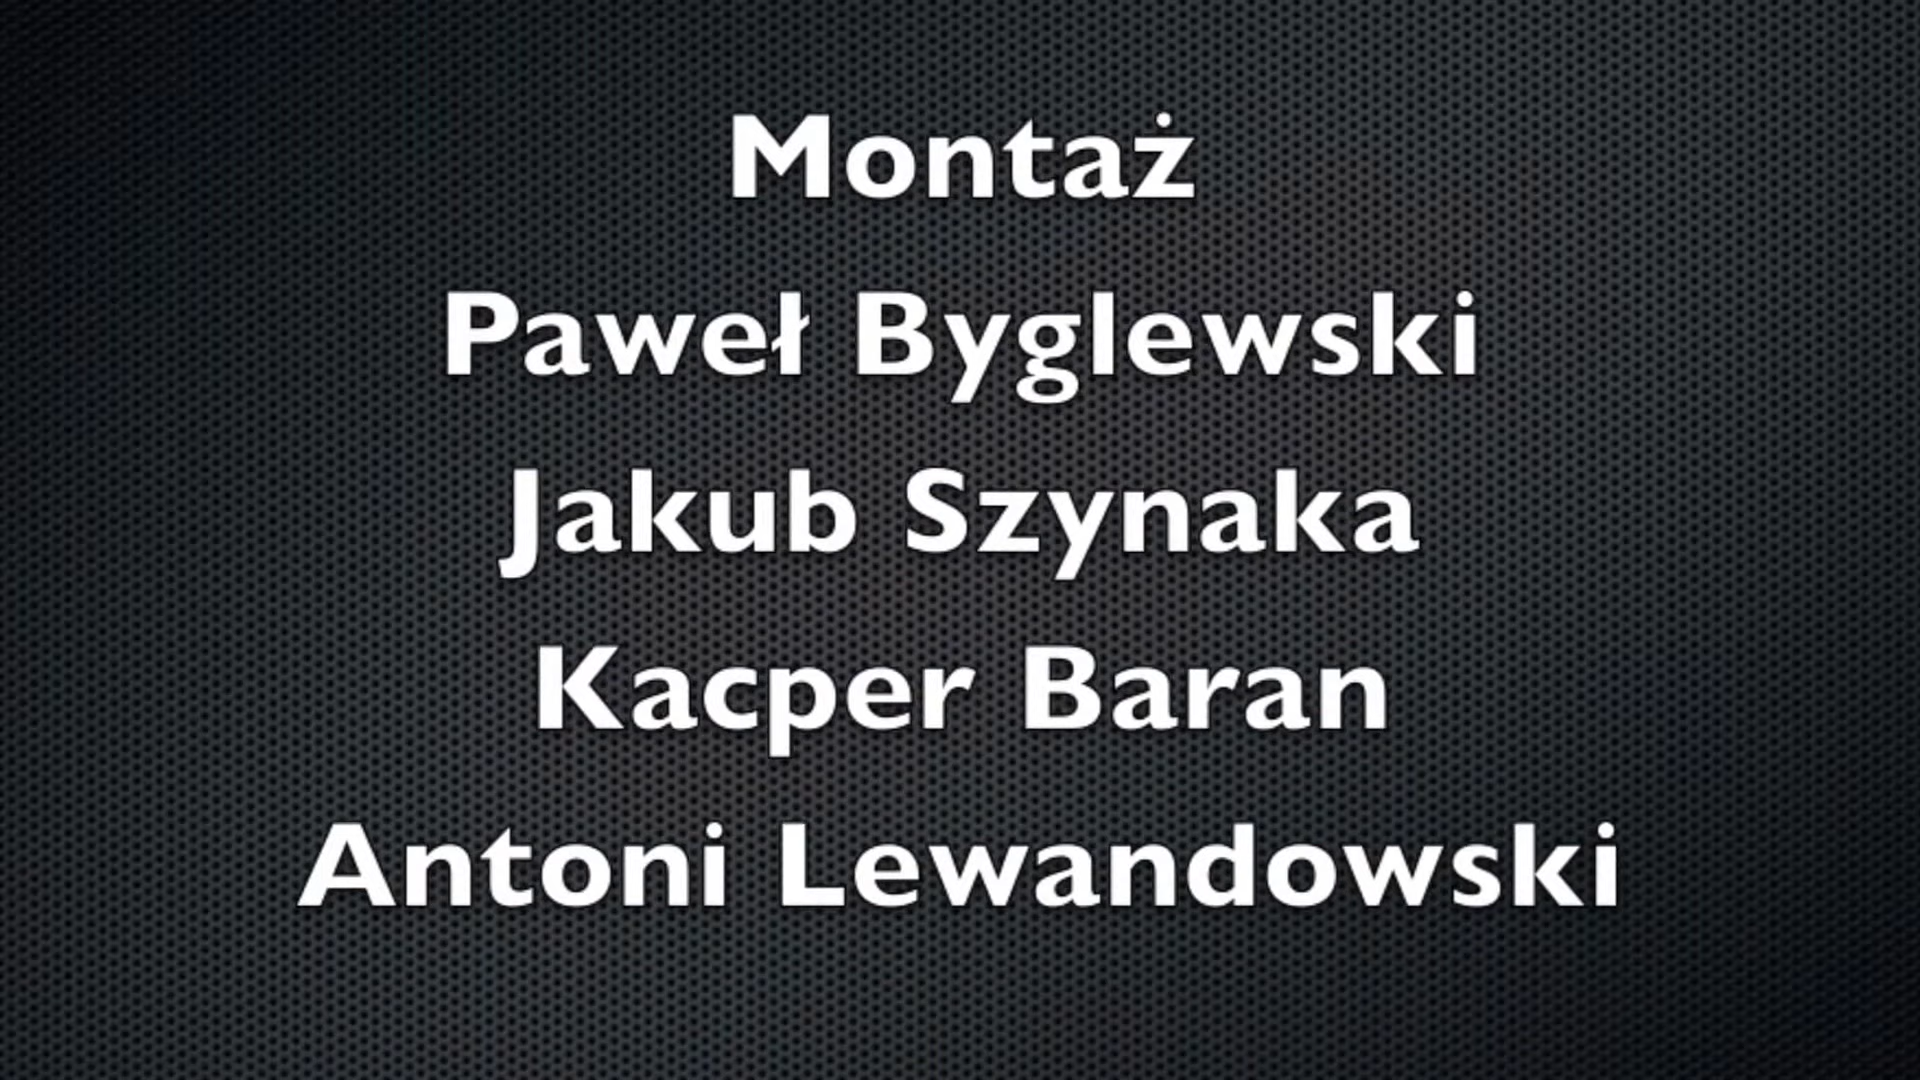 Montaż
Paweł Byglewski
Jakub Szynaka
Kacper Baran
Antoni Lewandowski